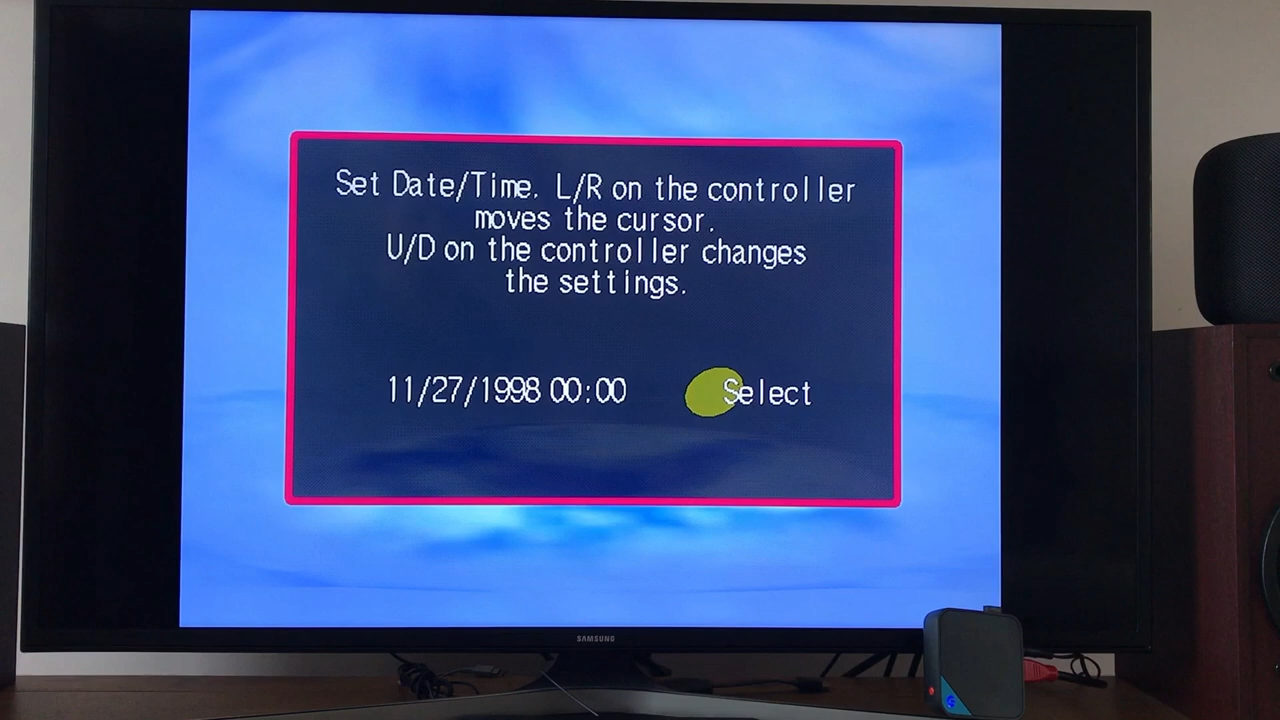 Set Date/Time. L/R on the controller
moves the cursor.
U/D on the controller changes
the settings.
11/27/1998 00:00 Select
SAMSUNG